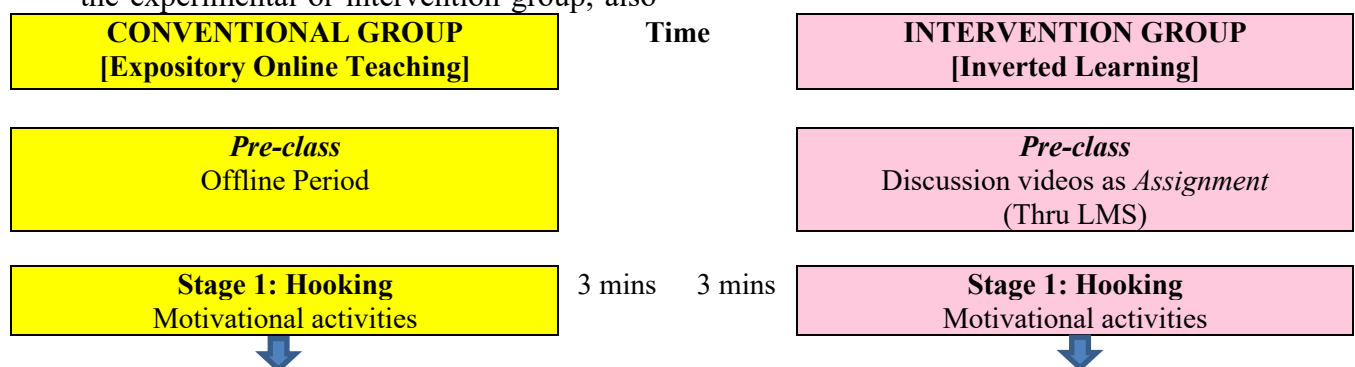 the experimental or intervention group, also
CONVENTIONAL GROUP
[Expository Online Teaching]
Time
INTERVENTION GROUP
[Inverted Learning]
Pre-class
Offline Period
Pre-class
Discussion videos as Assignment
(Thru LMS)
Stage 1: Hooking
Motivational activities
3 mins 3 mins
Stage 1: Hooking
Motivational activities